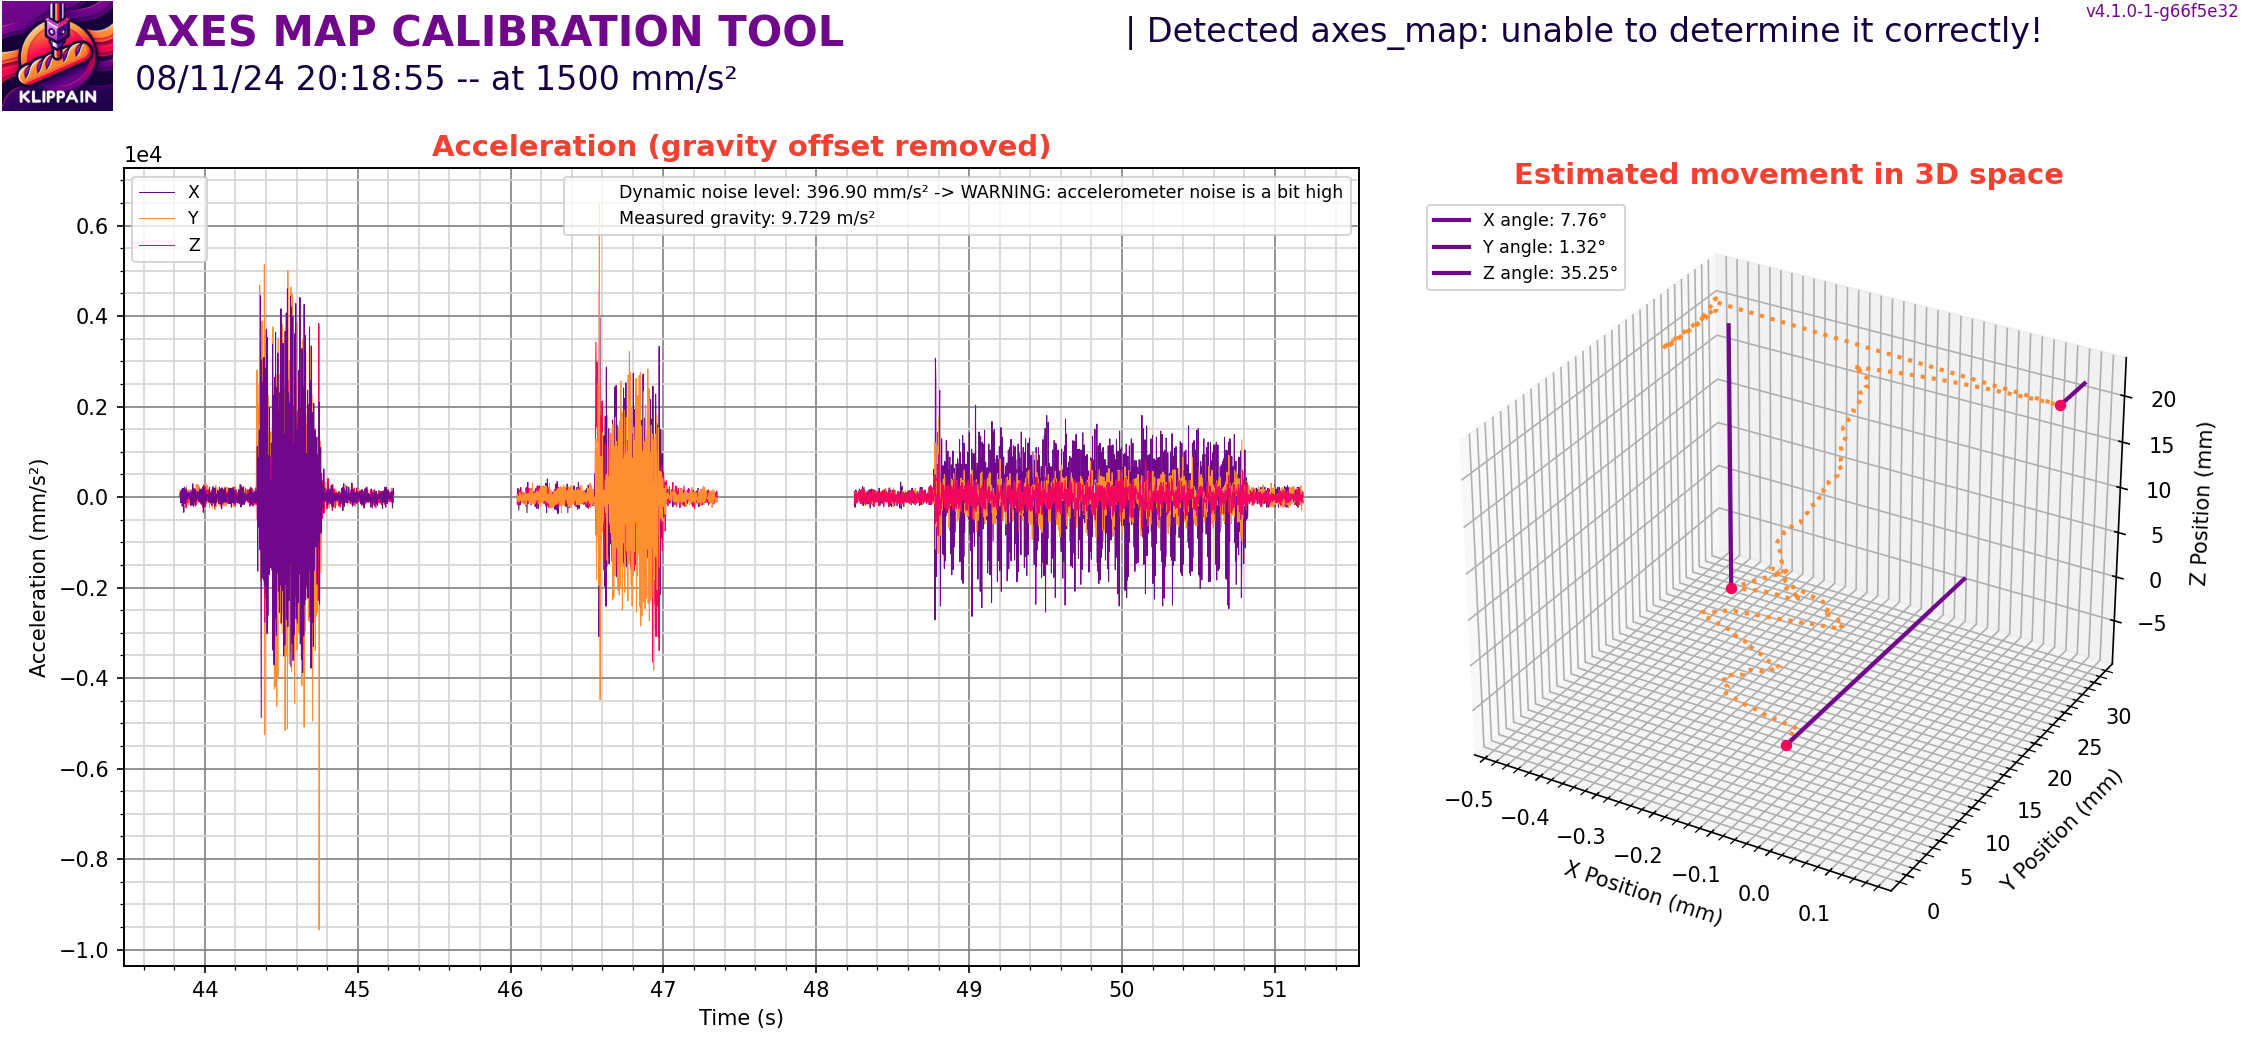 KLIPPAIN
AXES MAP CALIBRATION TOOL
08/11/24 20:18:55 -- at 1500 mm/s²
| Detected axes_map: unable to determine it correctly!
v4.1.0-1-g66f5e32
Acceleration (gravity offset removed)
1e4
X
Y
Z
Dynamic noise level: 396.90 mm/s² -> WARNING: accelerometer noise is a bit high
Measured gravity: 9.729 m/s²
Acceleration (mm/s²)
0.6
0.4
0.2
0.0
−0.2
−0.4
−0.6
−0.8
−1.0
44 45 46 47 48 49 50 51
Time (s)
Estimated movement in 3D space
X angle: 7.76°
Y angle: 1.32°
Z angle: 35.25°
−0.5 −0.4 −0.3 −0.2 −0.1 0.0 0.1
X Position (mm)
0 5 10 15 20 25 30
Y Position (mm)
20
15
10
5
0
−5
Z Position (mm)